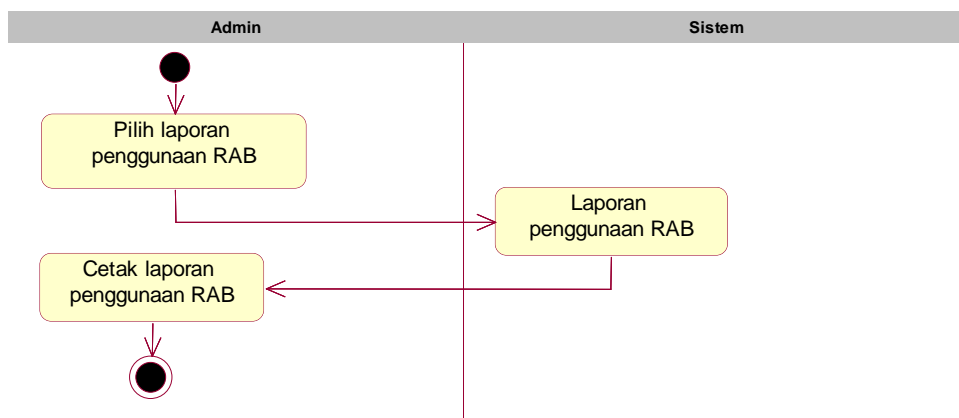 Admin
Sistem
Pilih laporan
penggunaan RAB
Laporan
penggunaan RAB
Cetak laporan
penggunaan RAB